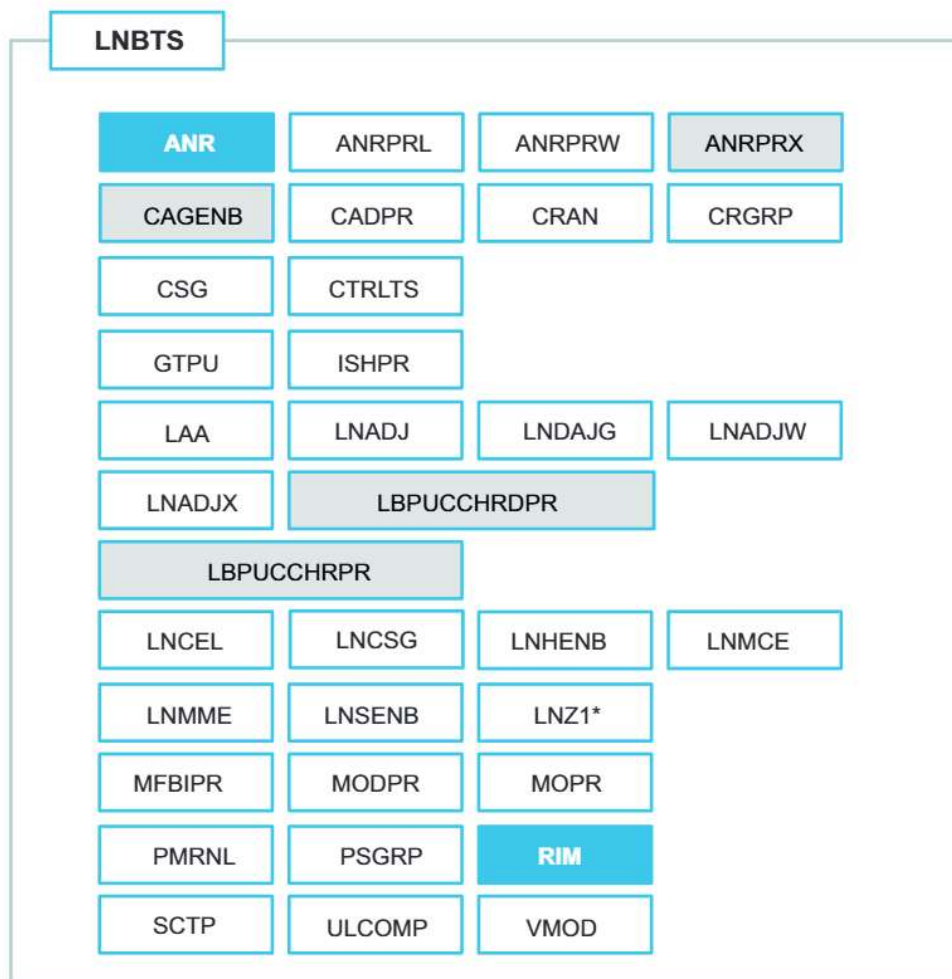 LNBTS
ANR ANRPRL ANRPRW ANRPRX
CAGENB CADPR CRAN CRGRP
CSG CTRLTS
GTPU ISHPR
LAA LNADJ LNDAJG LNADJW
LNADJX LBPUCCHRDPR
LBPUCCHRPR
LNCEL LNCSG LNHENB LNMCE
LNMME LNSENB LNZ1*
MFBIPR MODPR MOPR
PMRNL PSGRP RIM
SCTP ULCOMP VMOD